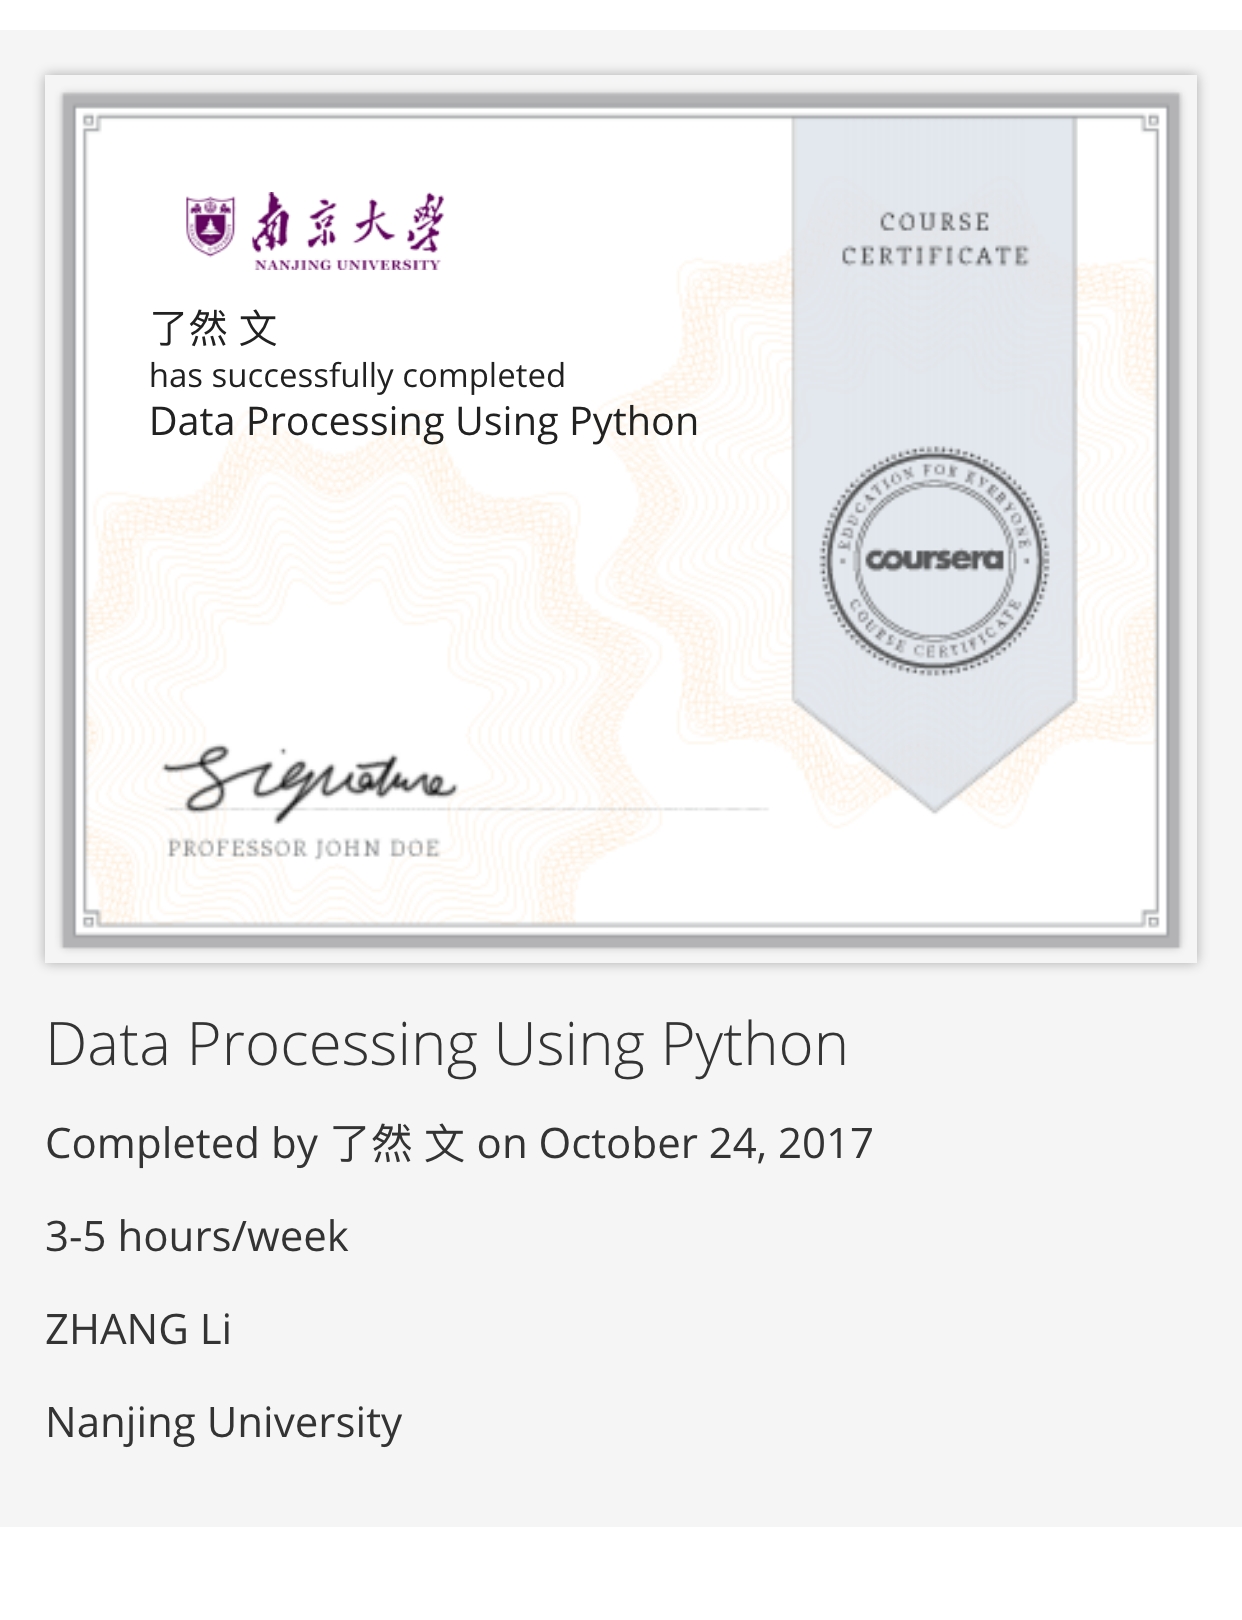 南京大學
NANJING UNIVERSITY
了然 文
has successfully completed
Data Processing Using Python
COURSE
CERTIFICATE
EDUCATION FOR EVERYONE
coursera
COURSE CERTIFICATE
Signature
PROFESSOR JOHN DOE
Data Processing Using Python
Completed by 了然 文 on October 24, 2017
3-5 hours/week
ZHANG Li
Nanjing University